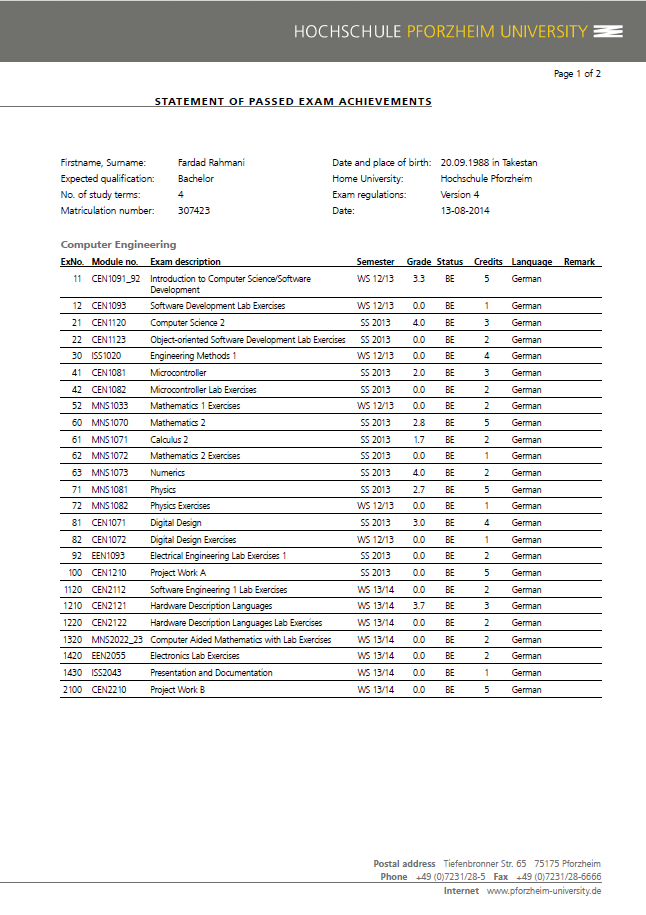 HOCHSCHULE PFORZHEIM UNIVERSITY
Page 1 of 2
STATEMENT OF PASSED EXAM ACHIEVEMENTS
Firstname, Surname: Fardad Rahmani Date and place of birth: 20.09.1988 in Takestan
Expected qualification: Bachelor Home University: Hochschule Pforzheim
No. of study terms: 4 Exam regulations: Version 4
Matriculation number: 307423 Date: 13-08-2014
Computer Engineering
ExNo. Module no. Exam description Semester Grade Status Credits Language Remark
11 CEN1091_92 Introduction to Computer Science/Software WS 12/13 3.3 BE 5 German
Development
12 CEN1093 Software Development Lab Exercises WS 12/13 0.0 BE 1 German
21 CEN1120 Computer Science 2 SS 2013 4.0 BE 3 German
22 CEN1123 Object-oriented Software Development Lab Exercises SS 2013 0.0 BE 2 German
30 ISS1020 Engineering Methods 1 WS 12/13 0.0 BE 4 German
41 CEN1081 Microcontroller SS 2013 2.0 BE 3 German
42 CEN1082 Microcontroller Lab Exercises SS 2013 0.0 BE 2 German
52 MNS1033 Mathematics 1 Exercises WS 12/13 0.0 BE 2 German
60 MNS1070 Mathematics 2 SS 2013 2.8 BE 5 German
61 MNS1071 Calculus 2 SS 2013 1.7 BE 2 German
62 MNS1072 Mathematics 2 Exercises SS 2013 0.0 BE 1 German
63 MNS1073 Numerics SS 2013 4.0 BE 2 German
71 MNS1081 Physics SS 2013 2.7 BE 5 German
72 MNS1082 Physics Exercises WS 12/13 0.0 BE 1 German
81 CEN1071 Digital Design SS 2013 3.0 BE 4 German
82 CEN1072 Digital Design Exercises WS 12/13 0.0 BE 1 German
92 EEN1093 Electrical Engineering Lab Exercises 1 SS 2013 0.0 BE 2 German
100 CEN1210 Project Work A SS 2013 0.0 BE 5 German
1120 CEN2112 Software Engineering 1 Lab Exercises WS 13/14 0.0 BE 2 German
1210 CEN2121 Hardware Description Languages WS 13/14 3.7 BE 3 German
1220 CEN2122 Hardware Description Languages Lab Exercises WS 13/14 0.0 BE 2 German
1320 MNS2022_23 Computer Aided Mathematics with Lab Exercises WS 13/14 0.0 BE 2 German
1420 EEN2055 Electronics Lab Exercises WS 13/14 0.0 BE 2 German
1430 ISS2043 Presentation and Documentation WS 13/14 0.0 BE 1 German
2100 CEN2210 Project Work B WS 13/14 0.0 BE 5 German
Postal address Tiefenbronner Str. 65 75175 Pforzheim
Phone +49 (0)7231/28-5 Fax +49 (0)7231/28-6666
Internet www.pforzheim-university.de